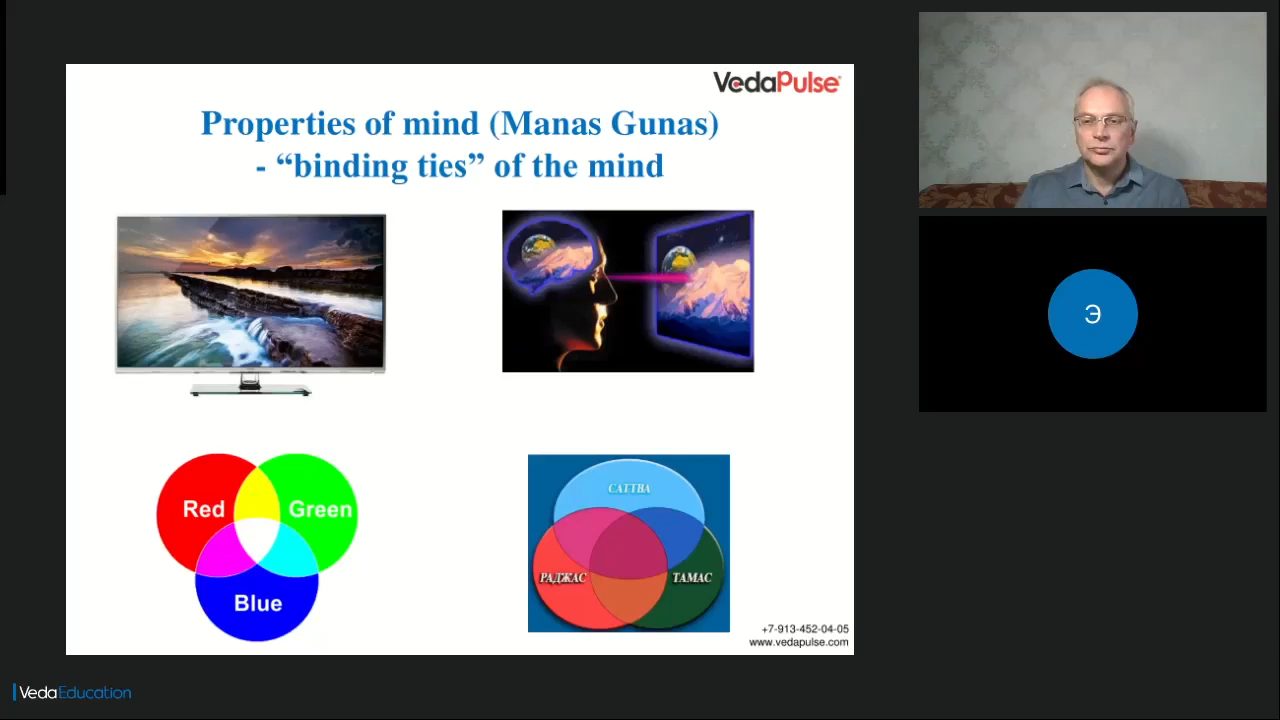 VedaPulse
Properties of mind (Manas Gunas)
- “binding ties” of the mind
Red
Green
Blue
САТТВА
РАДЖАС
ТАМАС
+7-913-452-04-05
www.vedapulse.com
Э
VedaEducation